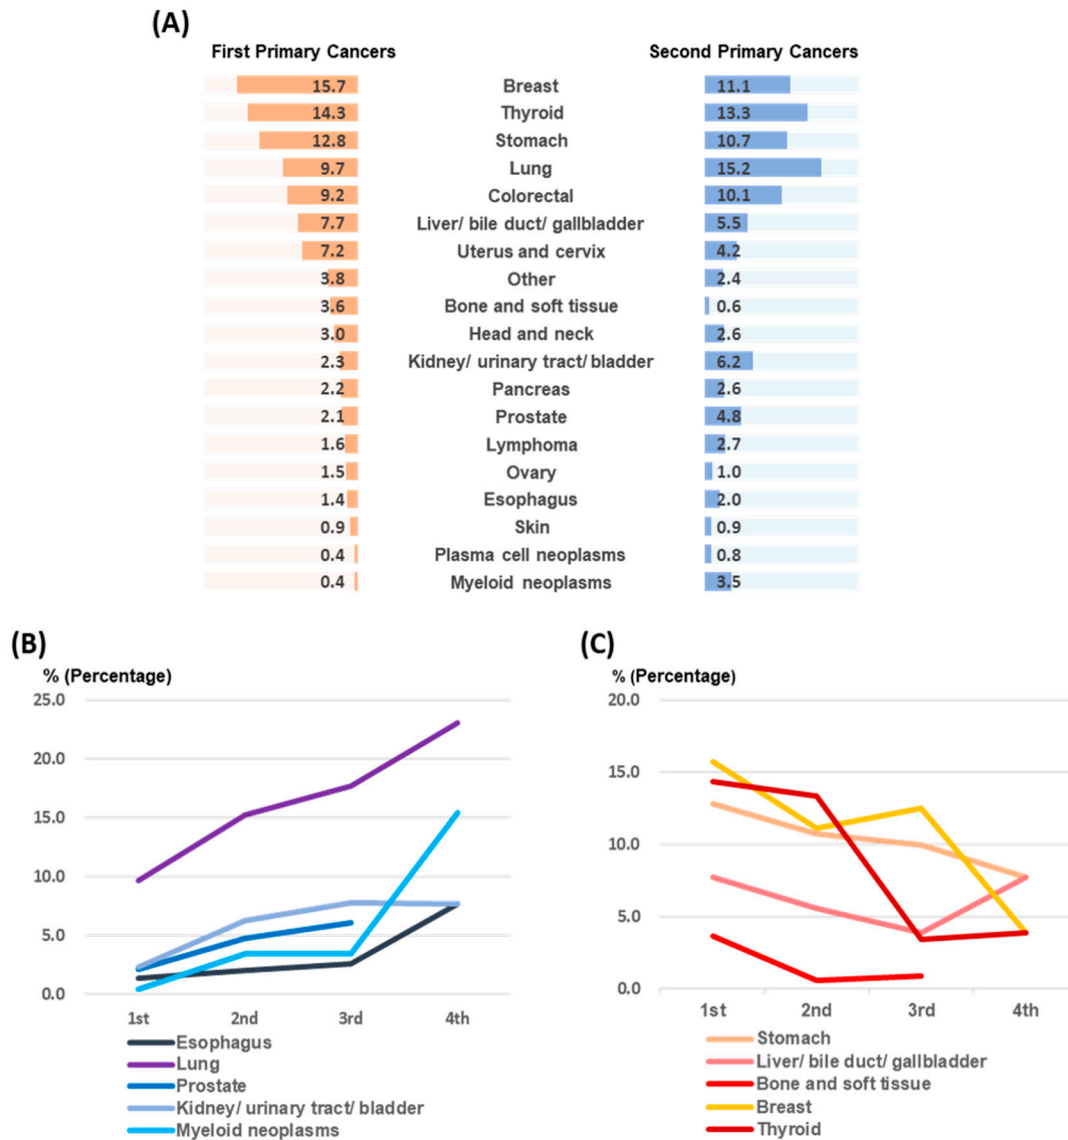 (A)
First Primary Cancers Second Primary Cancers
15.7 Breast 11.1
14.3 Thyroid 13.3
12.8 Stomach 10.7
9.7 Lung 15.2
9.2 Colorectal 10.1
7.7 Liver/ bile duct/ gallbladder 5.5
7.2 Uterus and cervix 4.2
3.8 Other 2.4
3.6 Bone and soft tissue 0.6
3.0 Head and neck 2.6
2.3 Kidney/ urinary tract/ bladder 6.2
2.2 Pancreas 2.6
2.1 Prostate 4.8
1.6 Lymphoma 2.7
1.5 Ovary 1.0
1.4 Esophagus 2.0
0.9 Skin 0.9
0.4 Plasma cell neoplasms 0.8
0.4 Myeloid neoplasms 3.5
(B)
% (Percentage)
25.0
20.0
15.0
10.0
5.0
0.0
1st 2nd 3rd 4th
Esophagus
Lung
Prostate
Kidney/ urinary tract/ bladder
Myeloid neoplasms
(C)
% (Percentage)
20.0
15.0
10.0
5.0
0.0
1st 2nd 3rd 4th
Stomach
Liver/ bile duct/ gallbladder
Bone and soft tissue
Breast
Thyroid